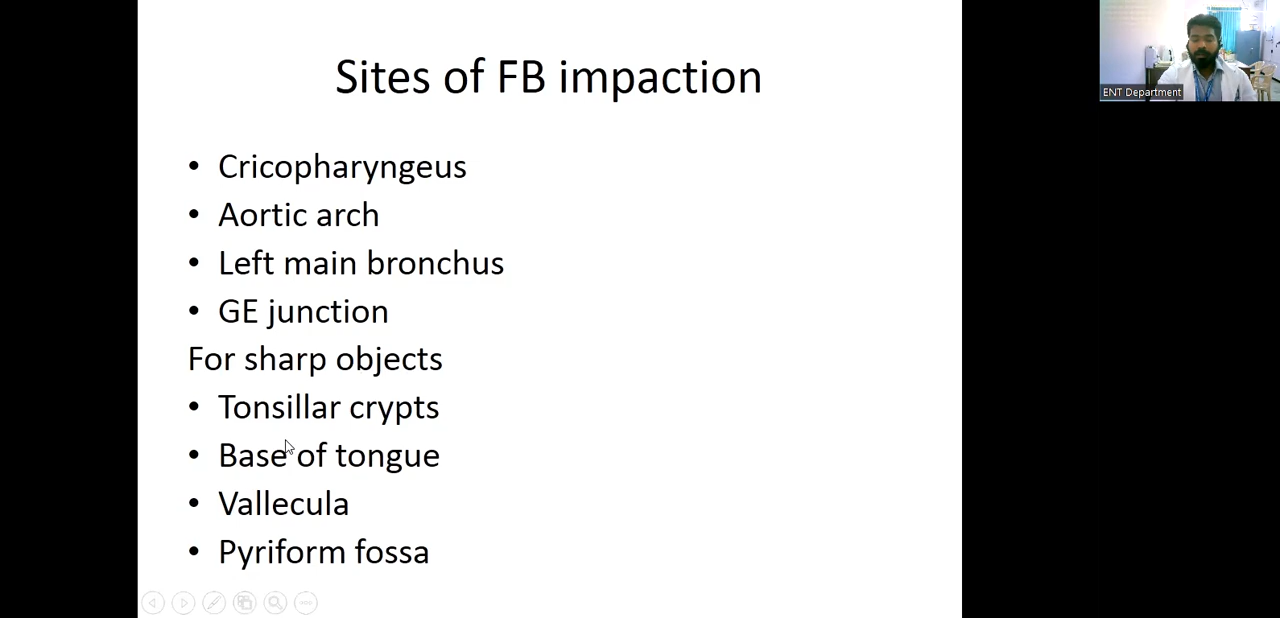 Sites of FB impaction
• Cricopharyngeus
• Aortic arch
• Left main bronchus
• GE junction
For sharp objects
• Tonsillar crypts
• Base of tongue
• Vallecula
• Pyriform fossa
ENT Department